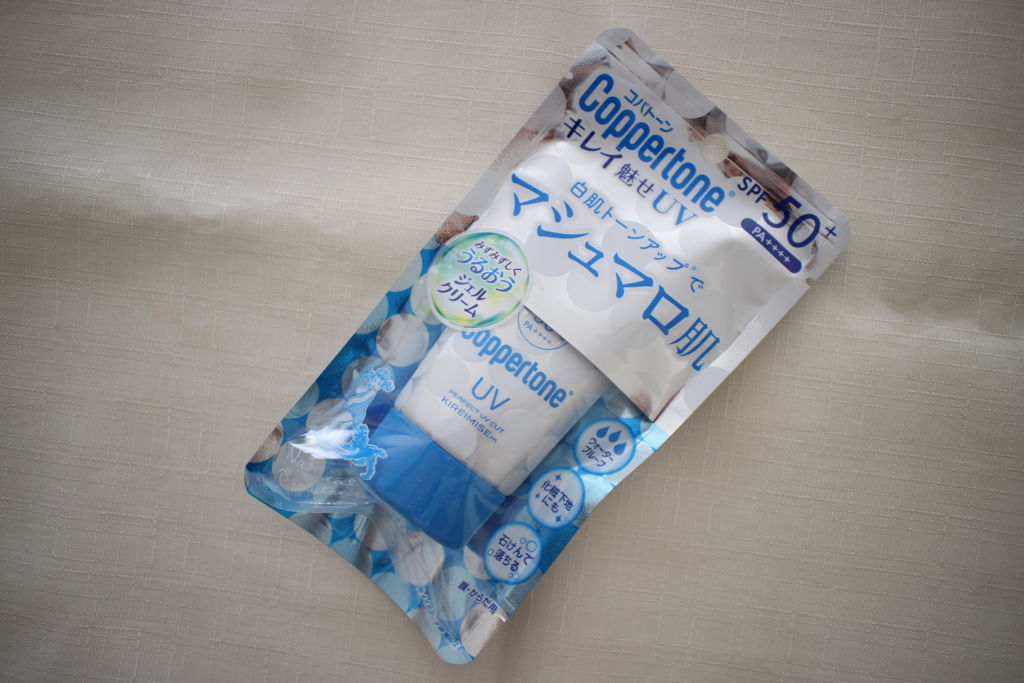 コパトーン
Coppertone®
キレイ魅せUV
SPF50+
PA++++
白肌トーンアップ※で
マシュマロ肌
みずみずしく
うるおう
ジェル
クリーム
PA++++
Coppertone®
UV
PERFECT UV CUT
KIREIMISEm
ウォーター
プルーフ
化粧下地
にも
石けんで
落ちる
顔・からだ用